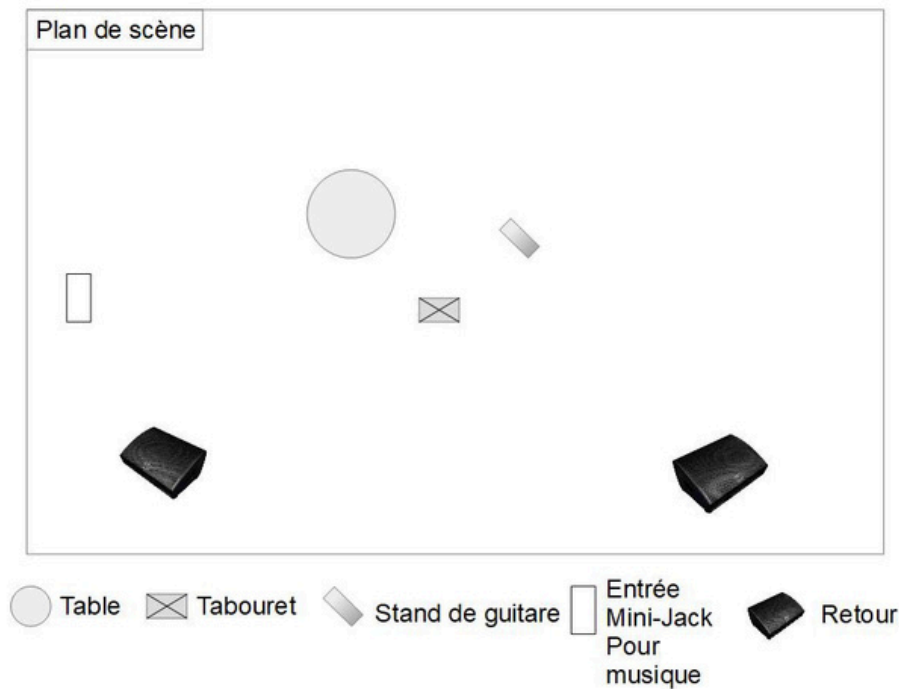 Plan de scène
Table
Tabouret
Stand de guitare
Entrée
Mini-Jack
Pour
musique
Retour